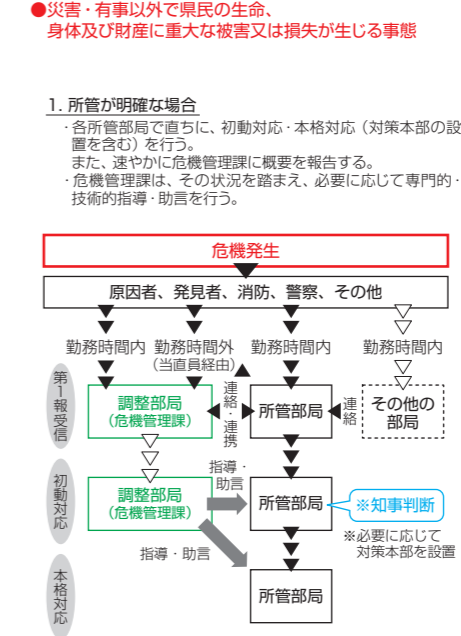 ●災害・有事以外で県民の生命、
身体及び財産に重大な被害又は損失が生じる事態
1. 所管が明確な場合
・各所管部局で直ちに、初動対応・本格対応（対策本部の設
置を含む）を行う。
また、速やかに危機管理課に概要を報告する。
・危機管理課は、その状況を踏まえ、必要に応じて専門的・
技術的指導・助言を行う。
危機発生
原因者、発見者、消防、警察、その他
勤務時間内
勤務時間外
（当直員経由）
勤務時間内
勤務時間内
第1報受信
調整部局
（危機管理課）
連絡・連携
所管部局
連絡
その他の
部局
初動対応
調整部局
（危機管理課）
指導・
助言
所管部局
※知事判断
※必要に応じて
対策本部を設置
指導・助言
本格対応
所管部局